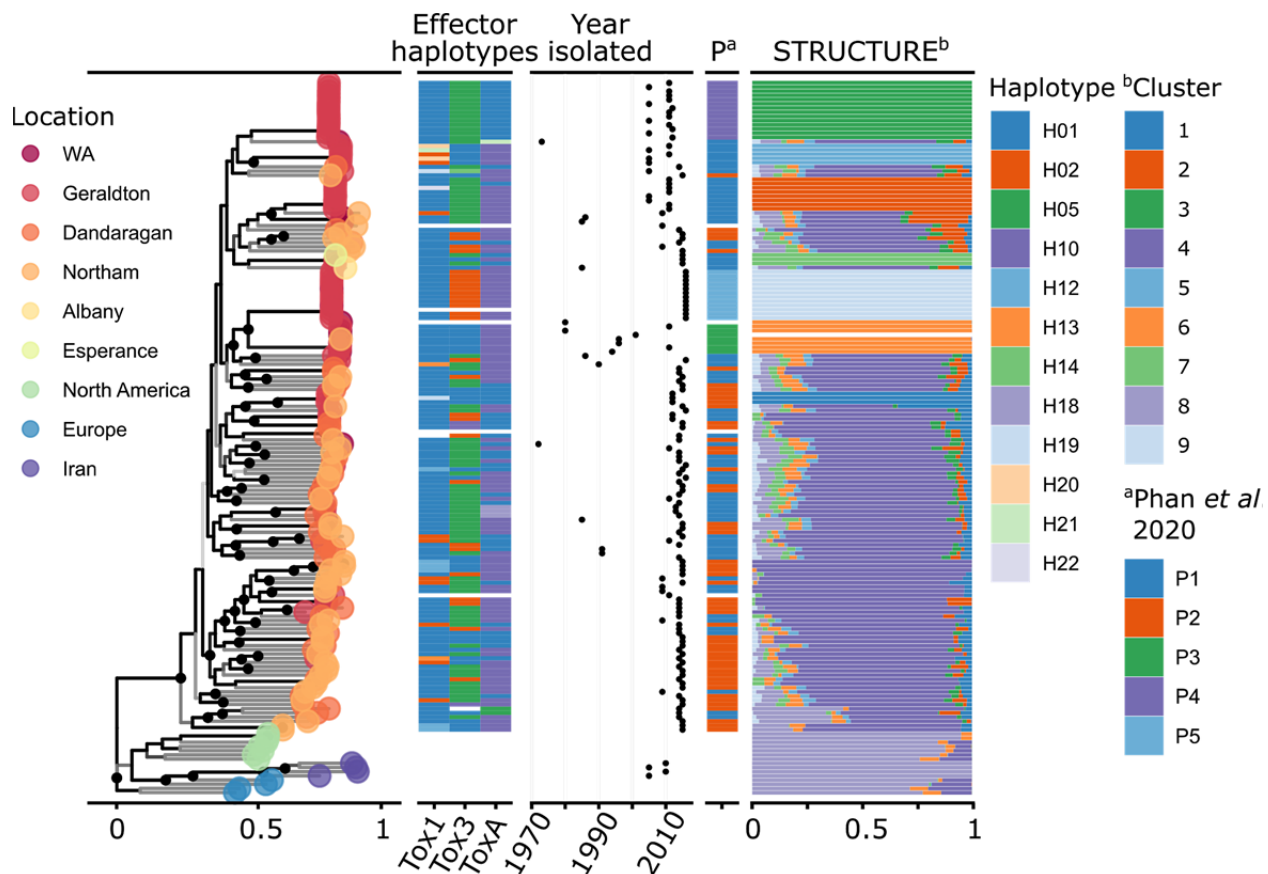 Effector haplotypes
Year isolated
Pᵃ
STRUCTUREᵇ
Location
WA
Geraldton
Dandaragan
Northam
Albany
Esperance
North America
Europe
Iran
Haplotype
H01
H02
H05
H10
H12
H13
H14
H18
H19
H20
H21
H22
ᵇCluster
1
2
3
4
5
6
7
8
9
ᵃPhan et al.
2020
P1
P2
P3
P4
P5
0 0.5 1
Tox1 Tox3 ToxA
1970 1990 2010
0 0.5 1